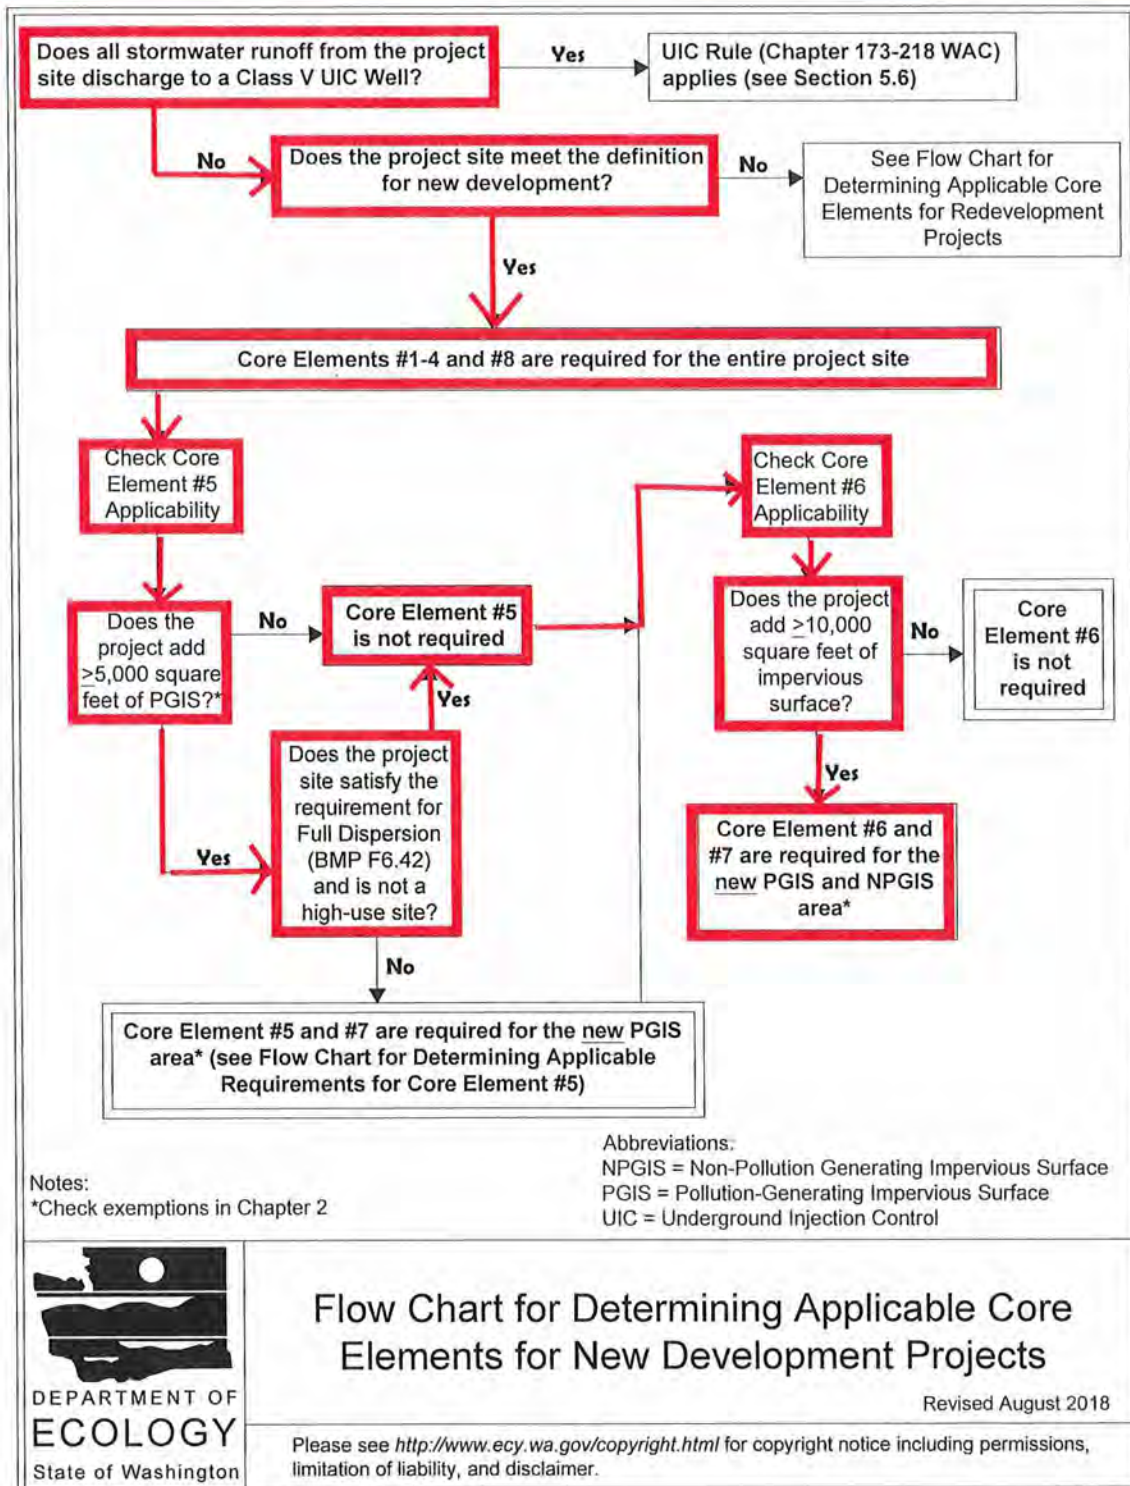 Does all stormwater runoff from the project
site discharge to a Class V UIC Well?
Yes
UIC Rule (Chapter 173-218 WAC)
applies (see Section 5.6)
No
Does the project site meet the definition
for new development?
No
See Flow Chart for
Determining Applicable Core
Elements for Redevelopment
Projects
Yes
Core Elements #1-4 and #8 are required for the entire project site
Check Core
Element #5
Applicability
Check Core
Element #6
Applicability
Does the
project add
≥5,000 square
feet of PGIS?*
No
Core Element #5
is not required
Does the project
add ≥10,000
square feet of
impervious
surface?
No
Core
Element #6
is not
required
Yes
Does the project
site satisfy the
requirement for
Full Dispersion
(BMP F6.42)
and is not a
high-use site?
Yes
Yes
Core Element #6 and
#7 are required for the
new PGIS and NPGIS
area*
No
Core Element #5 and #7 are required for the new PGIS
area* (see Flow Chart for Determining Applicable
Requirements for Core Element #5)
Notes:
*Check exemptions in Chapter 2
Abbreviations:
NPGIS = Non-Pollution Generating Impervious Surface
PGIS = Pollution-Generating Impervious Surface
UIC = Underground Injection Control
DEPARTMENT OF
ECOLOGY
State of Washington
Flow Chart for Determining Applicable Core
Elements for New Development Projects
Revised August 2018
Please see http://www.ecy.wa.gov/copyright.html for copyright notice including permissions,
limitation of liability, and disclaimer.